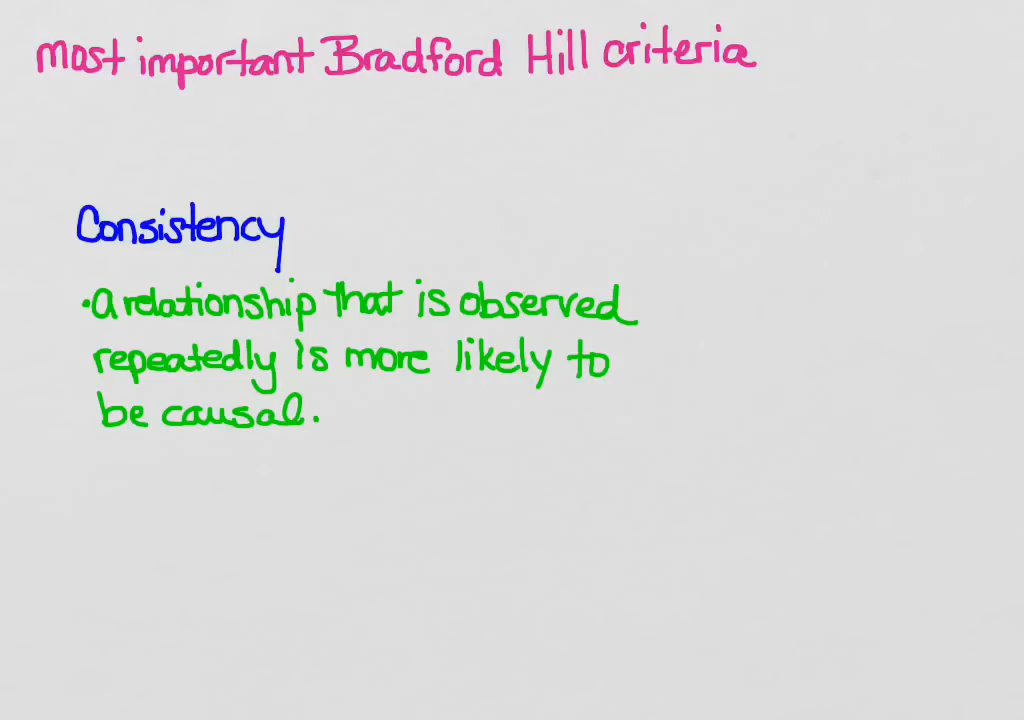 most important Bradford Hill criteria
Consistency
• a relationship that is observed
repeatedly is more likely to
be causal.